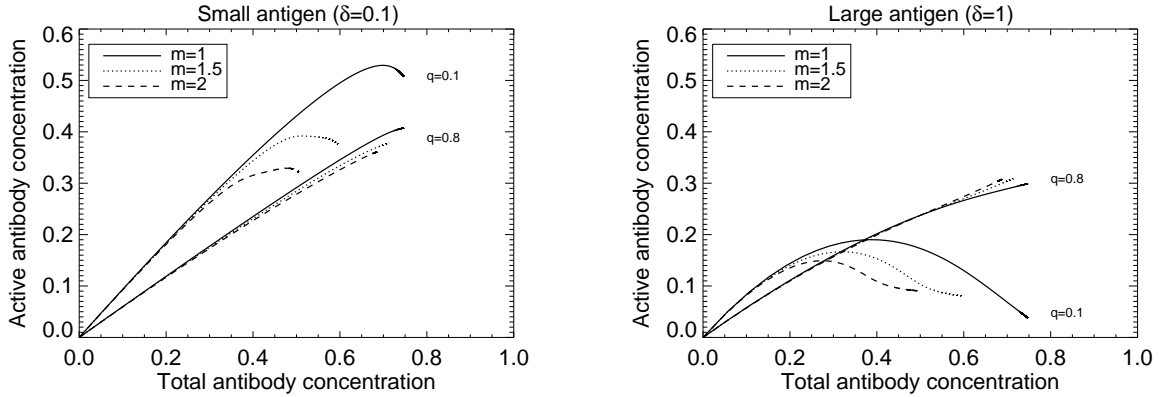 Small antigen (δ=0.1)
0.6
0.5
0.4
0.3
0.2
0.1
0.0
Active antibody concentration
m=1
m=1.5
m=2
q=0.1
q=0.8
0.0 0.2 0.4 0.6 0.8 1.0
Total antibody concentration
Large antigen (δ=1)
0.6
0.5
0.4
0.3
0.2
0.1
0.0
Active antibody concentration
m=1
m=1.5
m=2
q=0.8
q=0.1
0.0 0.2 0.4 0.6 0.8 1.0
Total antibody concentration